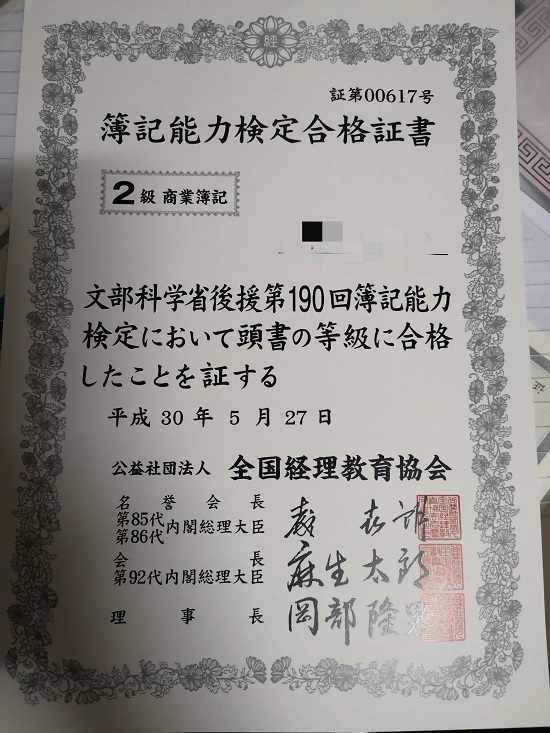 証第00617号
簿記能力検定合格証書
2級 商業簿記
文部科学省後援第190回簿記能力
検定において頭書の等級に合格
したことを証する
平成 30 年 5 月 27 日
公益社団法人 全国経理教育協会
名誉会長
第85代
第86代 内閣総理大臣 森 喜朗
会長
第92代 内閣総理大臣 麻生太郎
理事長 岡部隆男